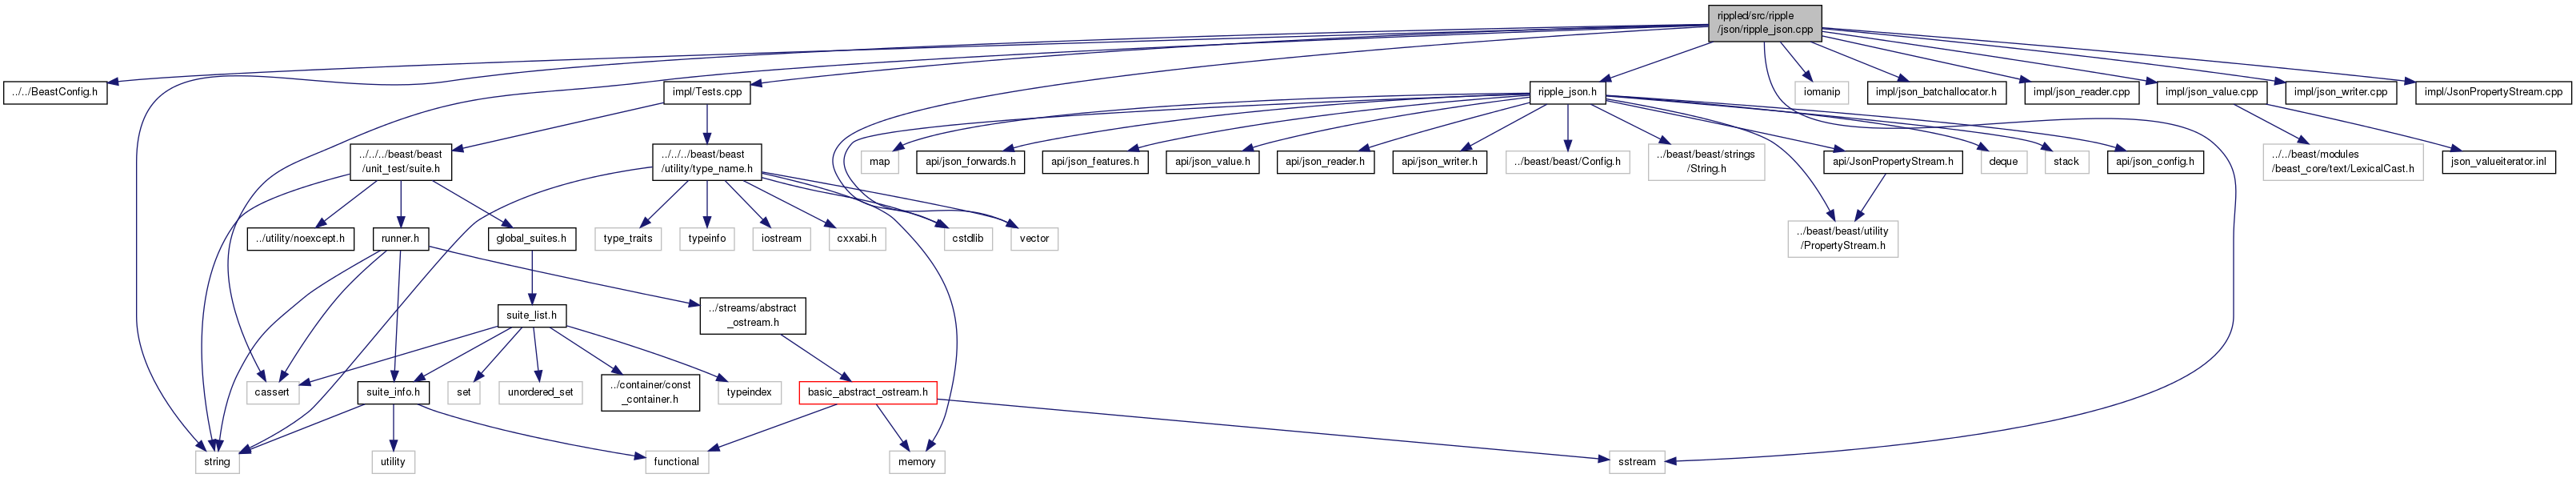 rippled/src/ripple
/json/ripple_json.cpp
../../BeastConfig.h
impl/Tests.cpp
ripple_json.h
iomanip
impl/json_batchallocator.h
impl/json_reader.cpp
impl/json_value.cpp
impl/json_writer.cpp
impl/JsonPropertyStream.cpp
../../../beast/beast
/unit_test/suite.h
../../../beast/beast
/utility/type_name.h
map
api/json_forwards.h
api/json_features.h
api/json_value.h
api/json_reader.h
api/json_writer.h
../beast/beast/Config.h
../beast/beast/strings
/String.h
api/JsonPropertyStream.h
deque
stack
api/json_config.h
../../beast/modules
/beast_core/text/LexicalCast.h
json_valueiterator.inl
../utility/noexcept.h
runner.h
global_suites.h
type_traits
typeinfo
iostream
cxxabi.h
cstdlib
vector
../beast/beast/utility
/PropertyStream.h
suite_list.h
../streams/abstract
_ostream.h
cassert
suite_info.h
set
unordered_set
../container/const
_container.h
typeindex
basic_abstract_ostream.h
string
utility
functional
memory
sstream